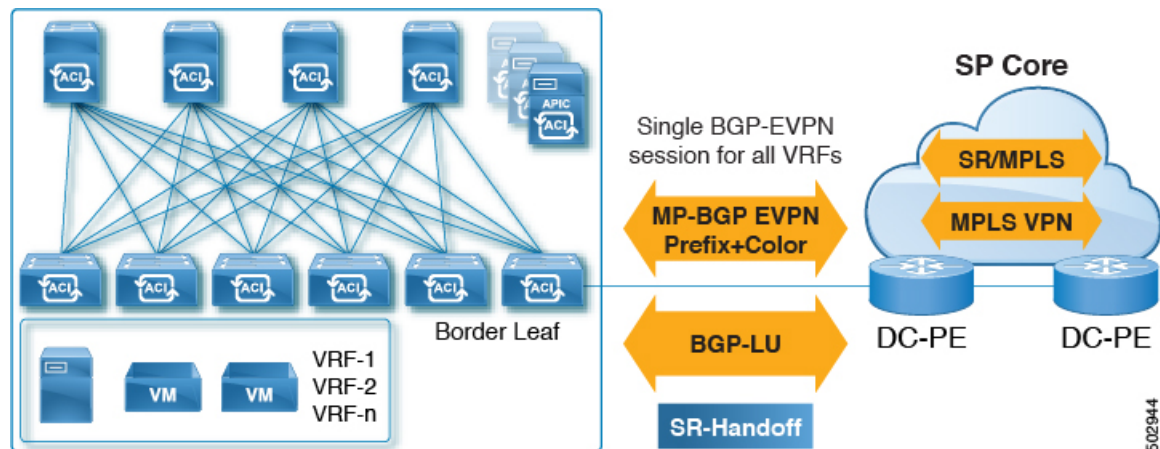 ACI
ACI
ACI
ACI
APIC
ACI
ACI
ACI
ACI
ACI
ACI
ACI
Border Leaf
VM
VM
VRF-1
VRF-2
VRF-n
Single BGP-EVPN
session for all VRFs
MP-BGP EVPN
Prefix+Color
BGP-LU
SR-Handoff
SP Core
SR/MPLS
MPLS VPN
DC-PE
DC-PE
502944